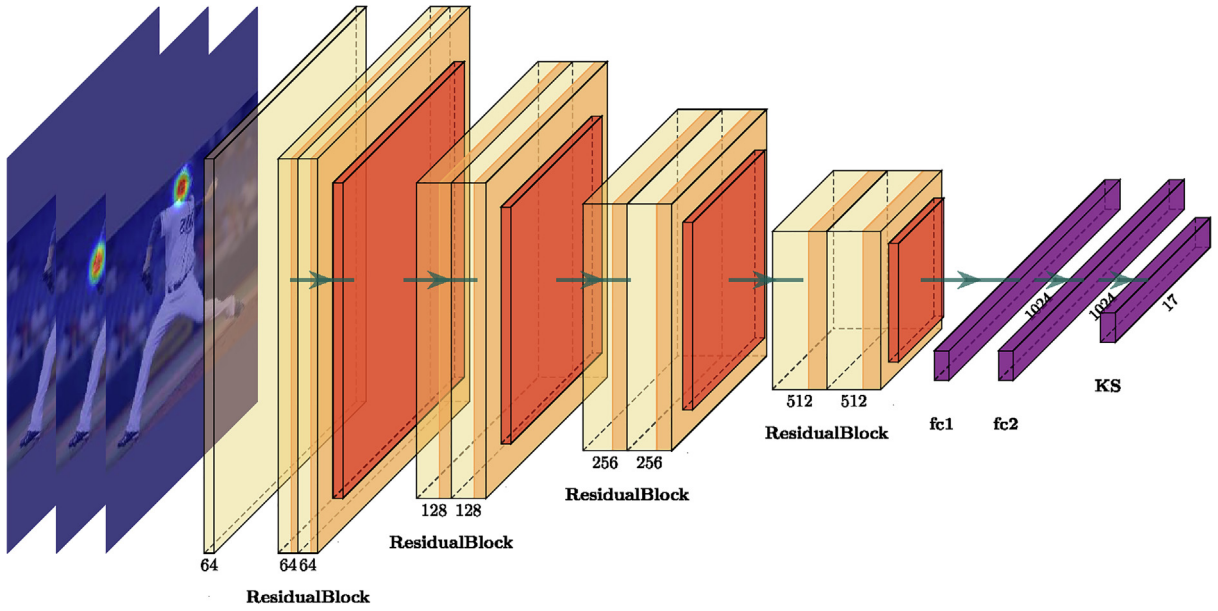 64
64 64
ResidualBlock
128 128
ResidualBlock
256 256
ResidualBlock
512 512
ResidualBlock
1024
fc1
1024
fc2
17
KS